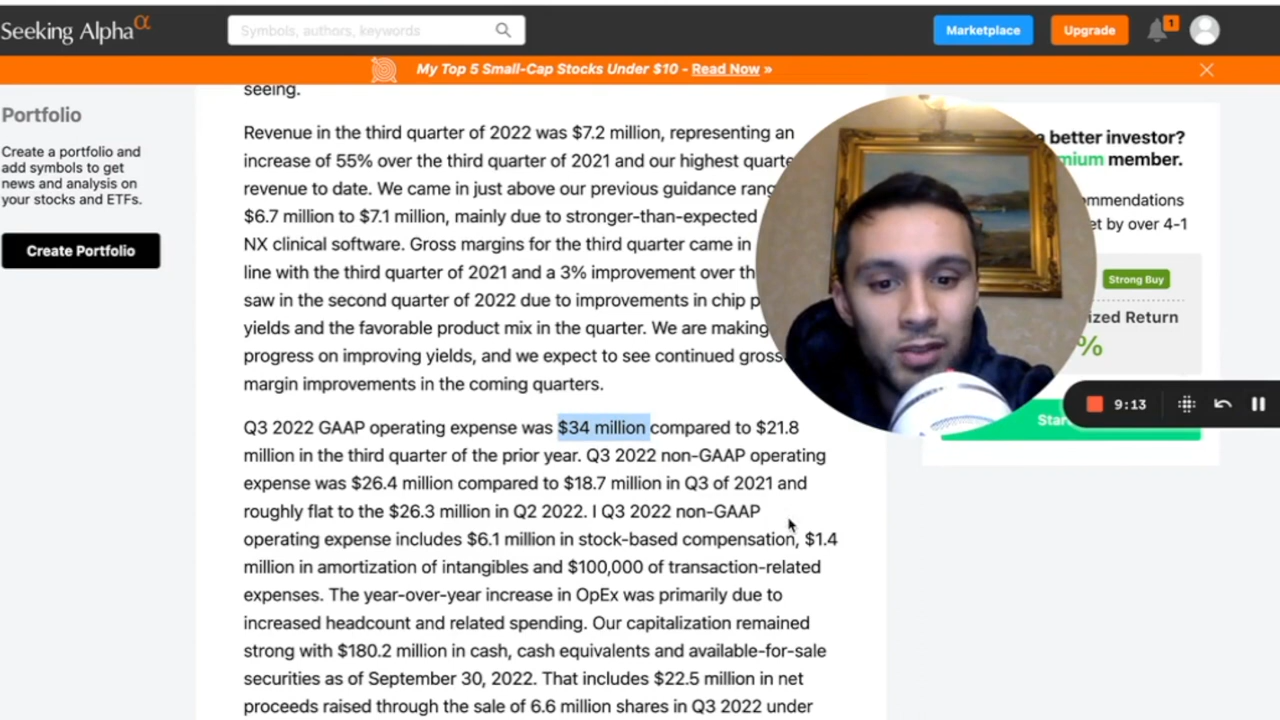 Seeking Alphaα
Symbols, authors, keywords
Marketplace
Upgrade
1
My Top 5 Small-Cap Stocks Under $10 - Read Now »
Portfolio
Create a portfolio and
add symbols to get
news and analysis on
your stocks and ETFs.
Create Portfolio
seeing.
Revenue in the third quarter of 2022 was $7.2 million, representing an
increase of 55% over the third quarter of 2021 and our highest
revenue to date. We came in just above our previous guidance
$6.7 million to $7.1 million, mainly due to stronger-than-expected
NX clinical software. Gross margins for the third quarter came in
line with the third quarter of 2021 and a 3% improvement over
saw in the second quarter of 2022 due to improvements in chip
yields and the favorable product mix in the quarter. We are making
progress on improving yields, and we expect to see continued gross
margin improvements in the coming quarters.
Q3 2022 GAAP operating expense was $34 million compared to $21.8
million in the third quarter of the prior year. Q3 2022 non-GAAP operating
expense was $26.4 million compared to $18.7 million in Q3 of 2021 and
roughly flat to the $26.3 million in Q2 2022. I Q3 2022 non-GAAP
operating expense includes $6.1 million in stock-based compensation, $1.4
million in amortization of intangibles and $100,000 of transaction-related
expenses. The year-over-year increase in OpEx was primarily due to
increased headcount and related spending. Our capitalization remained
strong with $180.2 million in cash, cash equivalents and available-for-sale
securities as of September 30, 2022. That includes $22.5 million in net
proceeds raised through the sale of 6.6 million shares in Q3 2022 under
a better investor?
member.
by over 4-1
Strong Buy
Return
%
9:13